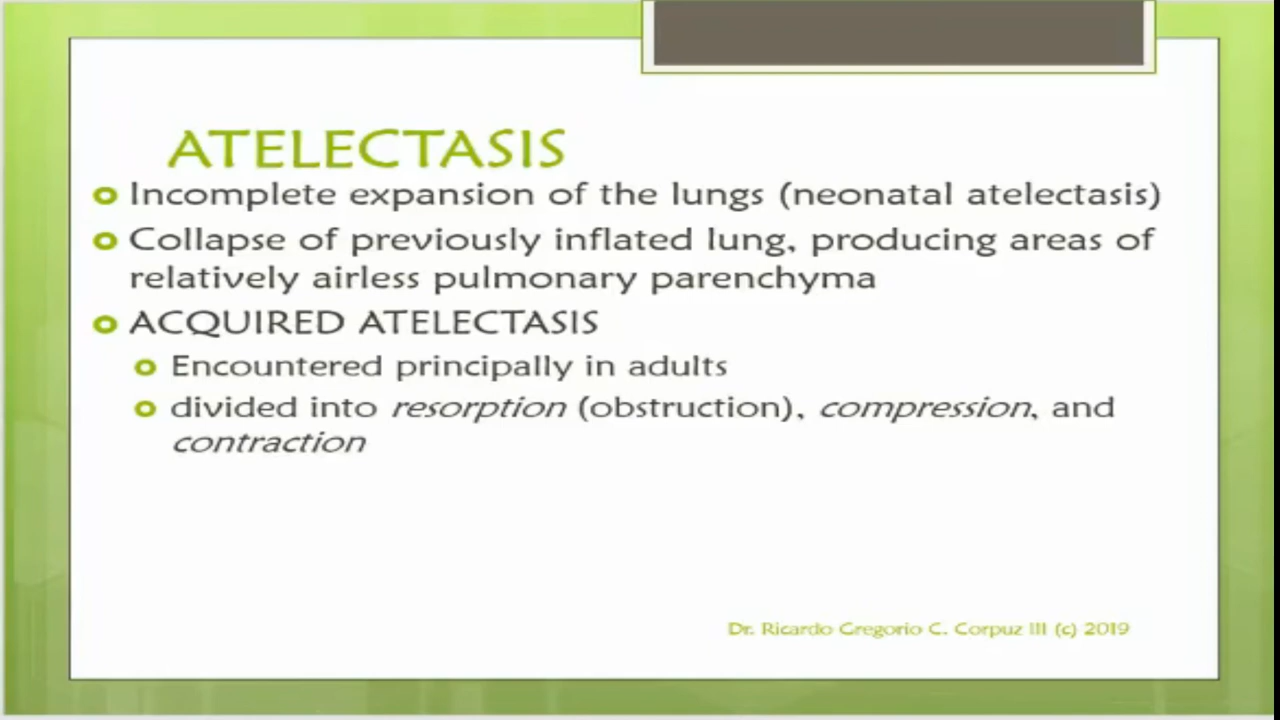 ATELECTASIS
Incomplete expansion of the lungs (neonatal atelectasis)
Collapse of previously inflated lung, producing areas of
relatively airless pulmonary parenchyma
ACQUIRED ATELECTASIS
Encountered principally in adults
divided into resorption (obstruction), compression, and
contraction
Dr. Ricardo Gregorio C. Corpuz III (c) 2019